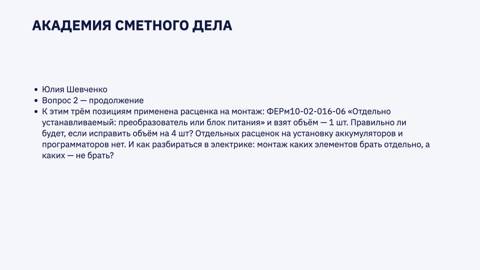 АКАДЕМИЯ СМЕТНОГО ДЕЛА
• Юлия Шевченко
• Вопрос 2 — продолжение
• К этим трём позициям применена расценка на монтаж: ФЕРм10-02-016-06 «Отдельно
устанавливаемый: преобразователь или блок питания» и взят объём — 1 шт. Правильно ли
будет, если исправить объём на 4 шт? Отдельных расценок на установку аккумуляторов и
программаторов нет. И как разбираться в электрике: монтаж каких элементов брать отдельно, а
каких — не брать?